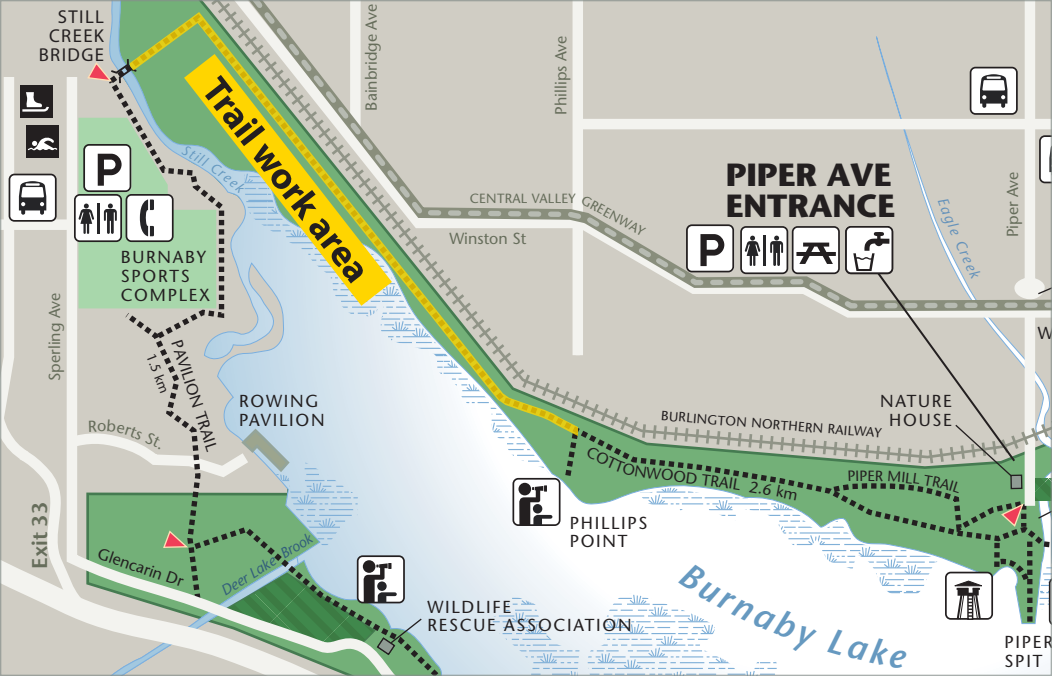 STILL
CREEK
BRIDGE
Bainbridge Ave
Phillips Ave
Trail work area
Still Creek
P
BURNABY
SPORTS
COMPLEX
Sperling Ave
CENTRAL VALLEY GREENWAY
Winston St
PIPER AVE
ENTRANCE
P
Eagle Creek
Piper Ave
W
PAVILION TRAIL
1.5 km
ROWING
PAVILION
Roberts St.
BURLINGTON NORTHERN RAILWAY
NATURE
HOUSE
COTTONWOOD TRAIL 2.6 km
PIPER MILL TRAIL
PHILLIPS
POINT
Exit 33
Glencarin Dr
Deer Lake Brook
WILDLIFE
RESCUE ASSOCIATION
Burnaby Lake
PIPER
SPIT